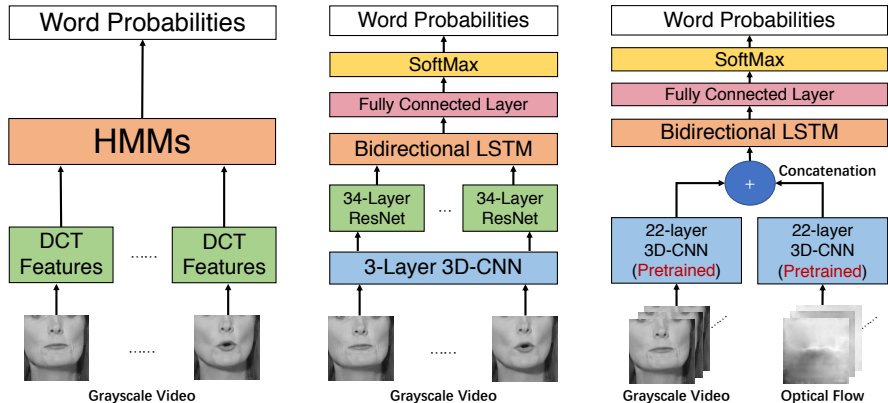 Word Probabilities
HMMs
DCT
Features
......
DCT
Features
......
Grayscale Video
Word Probabilities
SoftMax
Fully Connected Layer
Bidirectional LSTM
34-Layer
ResNet
...
34-Layer
ResNet
3-Layer 3D-CNN
......
Grayscale Video
Word Probabilities
SoftMax
Fully Connected Layer
Bidirectional LSTM
Concatenation
+
22-layer
3D-CNN
(Pretrained)
22-layer
3D-CNN
(Pretrained)
......
......
Grayscale Video
Optical Flow